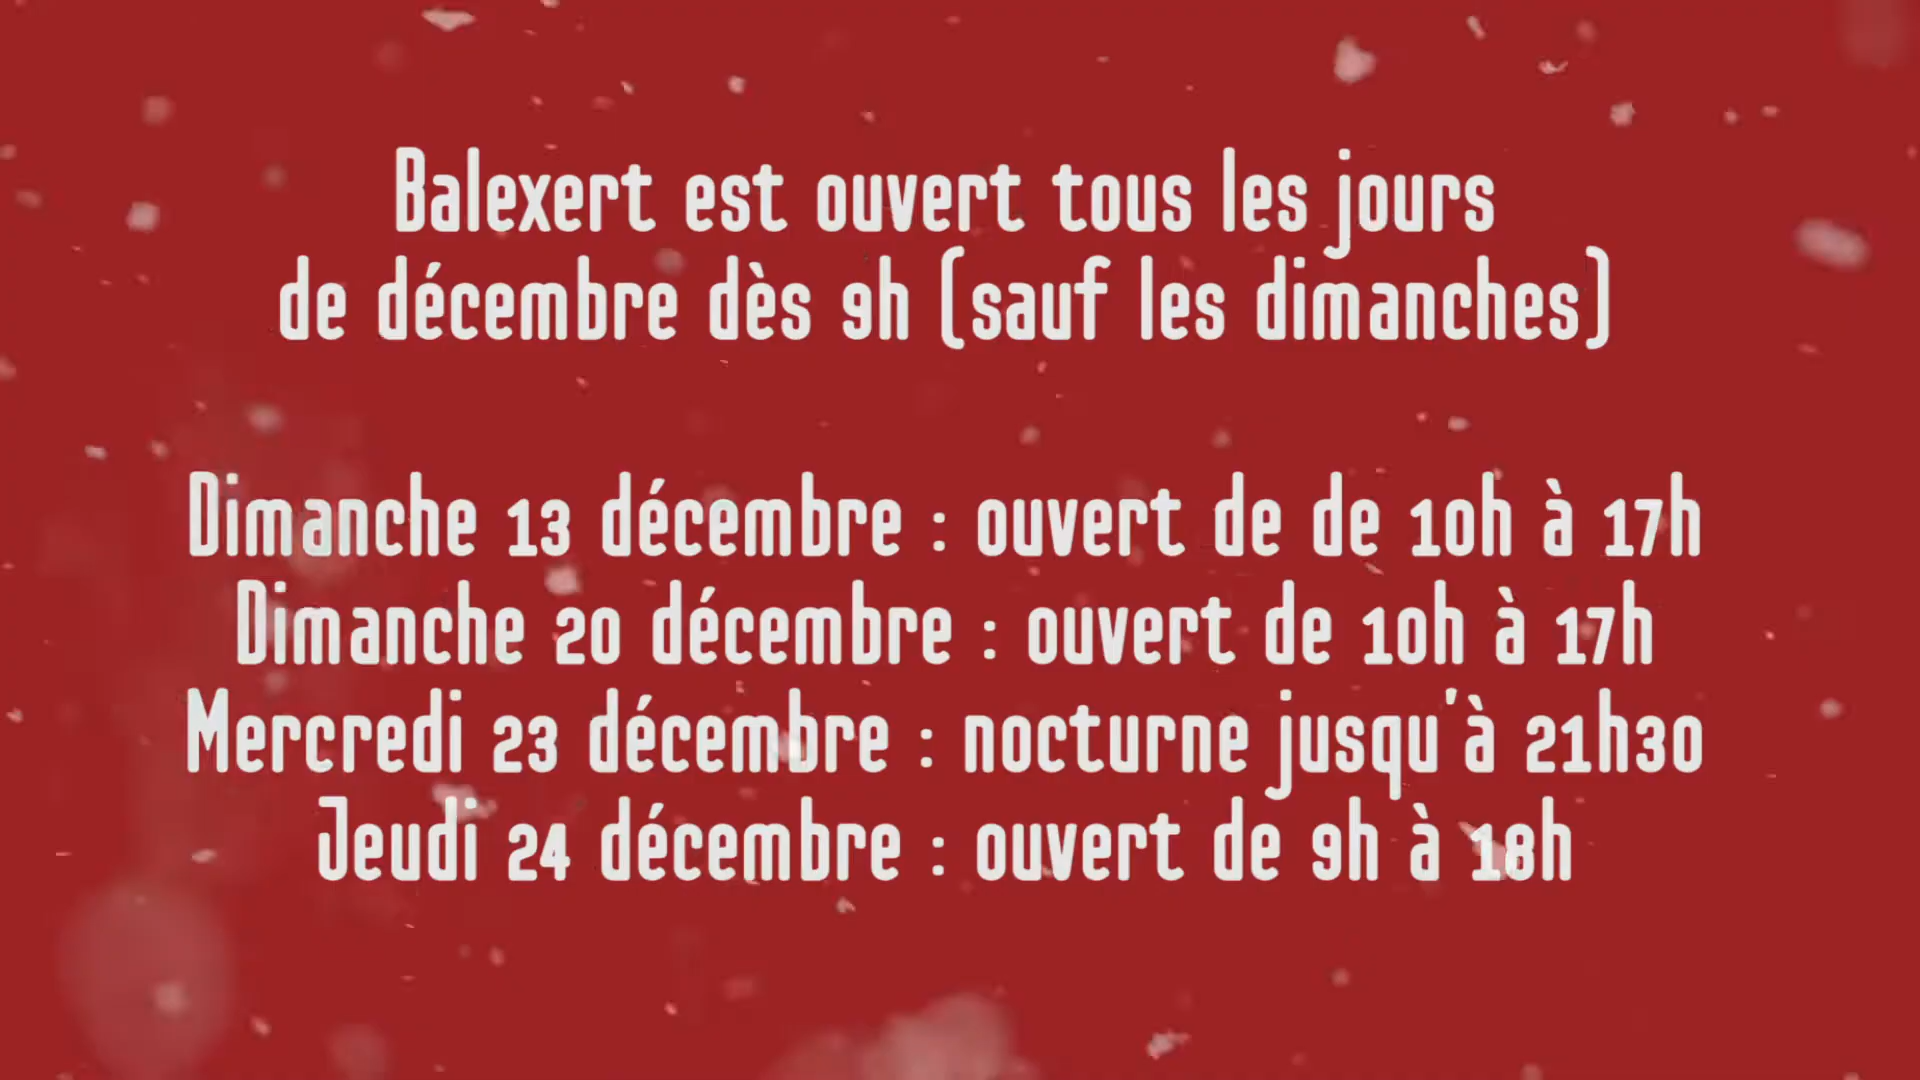 Balexert est ouvert tous les jours
de décembre dès 9h (sauf les dimanches)
Dimanche 13 décembre : ouvert de de 10h à 17h
Dimanche 20 décembre : ouvert de 10h à 17h
Mercredi 23 décembre : nocturne jusqu'à 21h30
Jeudi 24 décembre : ouvert de 9h à 18h